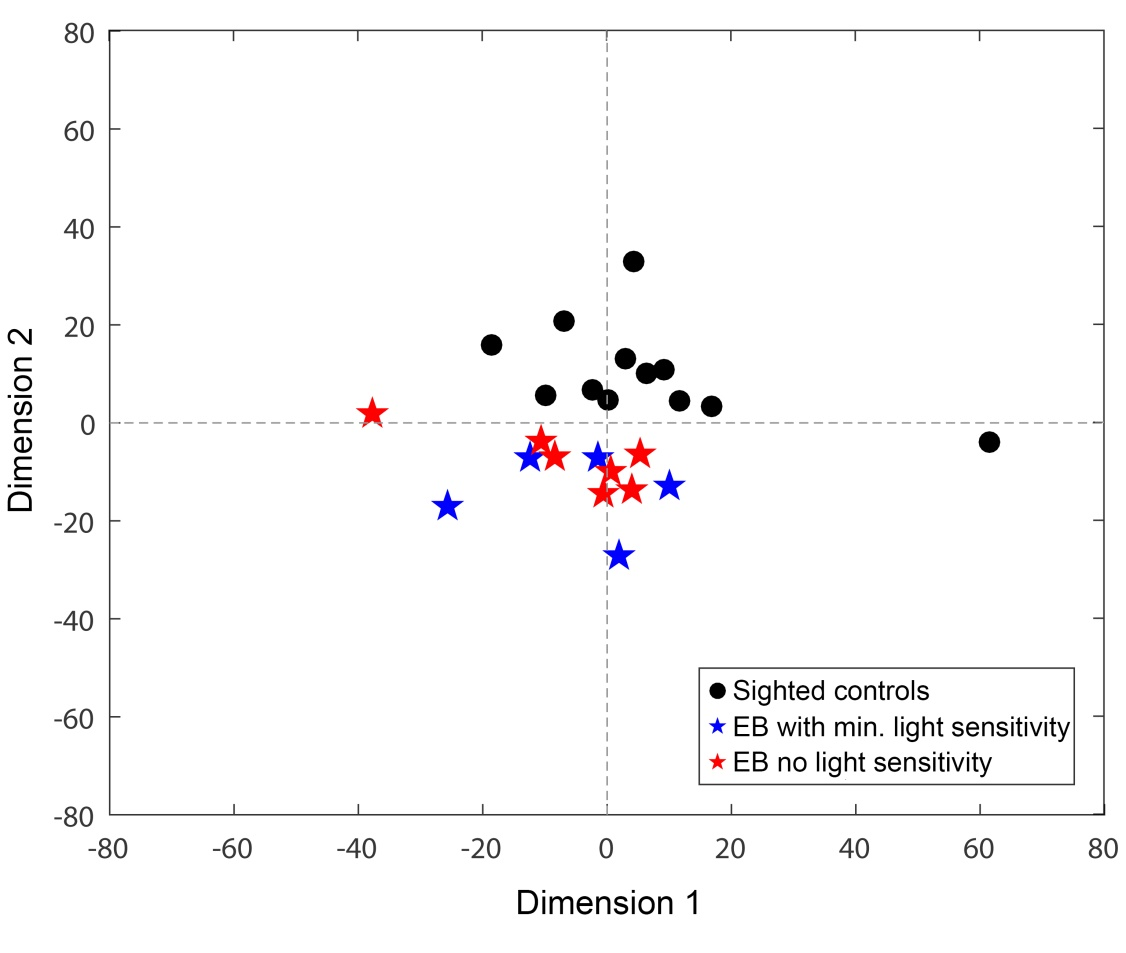 80
60
40
20
0
-20
-40
-60
-80
Dimension 2
Sighted controls
EB with min. light sensitivity
EB no light sensitivity
-80 -60 -40 -20 0 20 40 60 80
Dimension 1